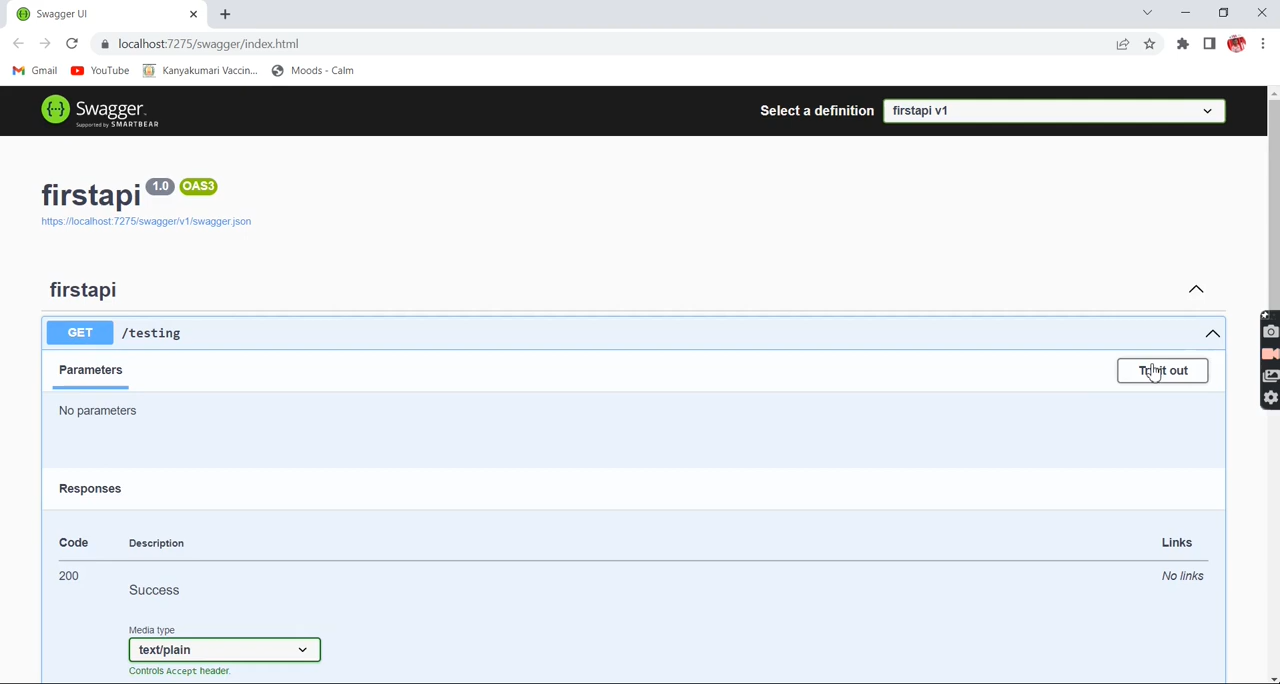 Swagger UI
localhost:7275/swagger/index.html
Gmail YouTube Kanyakumari Vaccin... Moods - Calm
Swagger
Supported by SMARTBEAR
Select a definition firstapi v1
firstapi 1.0 OAS3
https://localhost:7275/swagger/v1/swagger.json
firstapi
GET /testing
Parameters
out
No parameters
Responses
Code Description Links
200 No links
Success
Media type
text/plain
Controls Accept header.